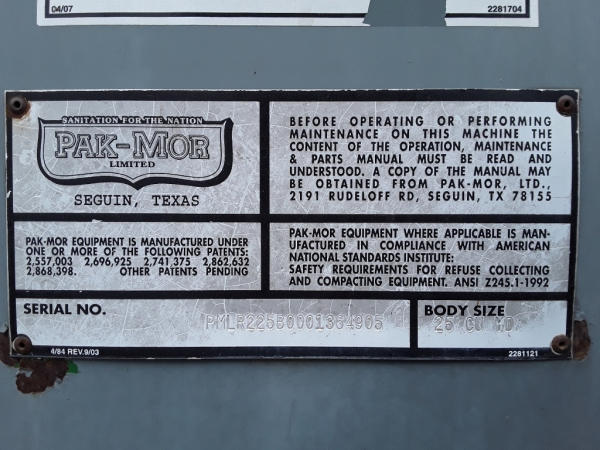 04/07 2281704
SANITATION FOR THE NATION
PAK-MOR
LIMITED
SEGUIN, TEXAS
BEFORE OPERATING OR PERFORMING
MAINTENANCE ON THIS MACHINE THE
CONTENT OF THE OPERATION, MAINTENANCE
& PARTS MANUAL MUST BE READ AND
UNDERSTOOD. A COPY OF THE MANUAL MAY
BE OBTAINED FROM PAK-MOR, LTD.,
2191 RUDELOFF RD, SEGUIN, TX 78155
PAK-MOR EQUIPMENT IS MANUFACTURED UNDER
ONE OR MORE OF THE FOLLOWING PATENTS:
2,557,003 2,696,925 2,741,375 2,862,632
2,868,398. OTHER PATENTS PENDING
PAK-MOR EQUIPMENT WHERE APPLICABLE IS MAN-
UFACTURED IN COMPLIANCE WITH AMERICAN
NATIONAL STANDARDS INSTITUTE:
SAFETY REQUIREMENTS FOR REFUSE COLLECTING
AND COMPACTING EQUIPMENT. ANSI Z245.1-1992
SERIAL NO. PMLR225B0001364905
BODY SIZE
25 CU YD
4/84 REV.9/03 2281121